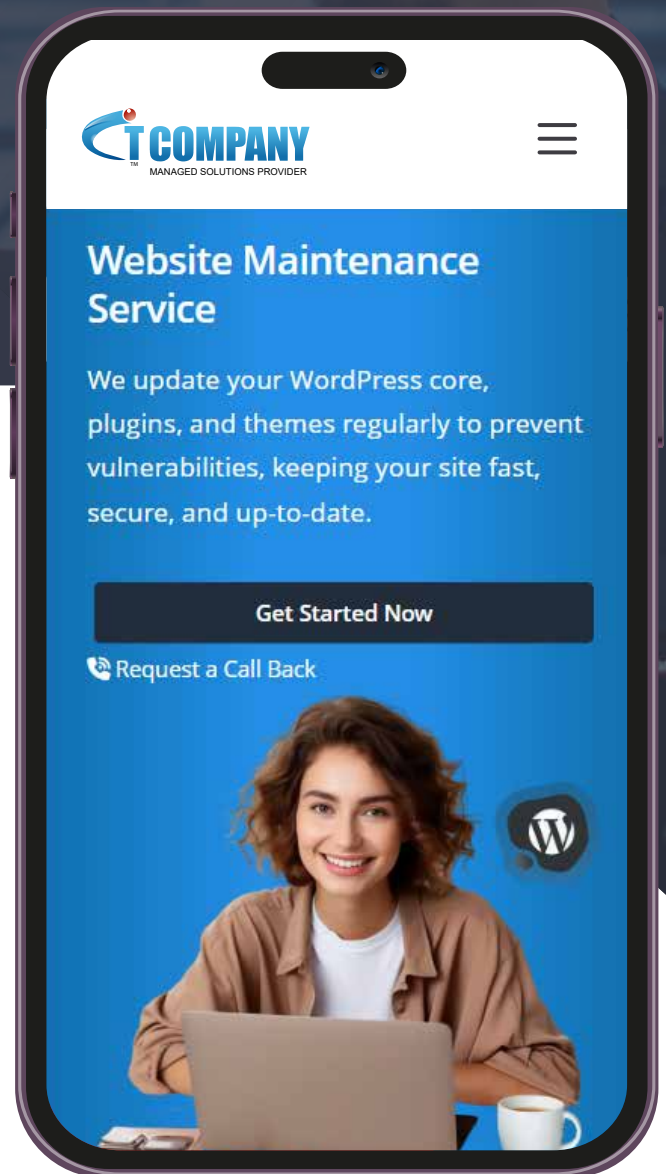 CIT COMPANY
TM
MANAGED SOLUTIONS PROVIDER
Website Maintenance
Service
We update your WordPress core,
plugins, and themes regularly to prevent
vulnerabilities, keeping your site fast,
secure, and up-to-date.
Get Started Now
Request a Call Back